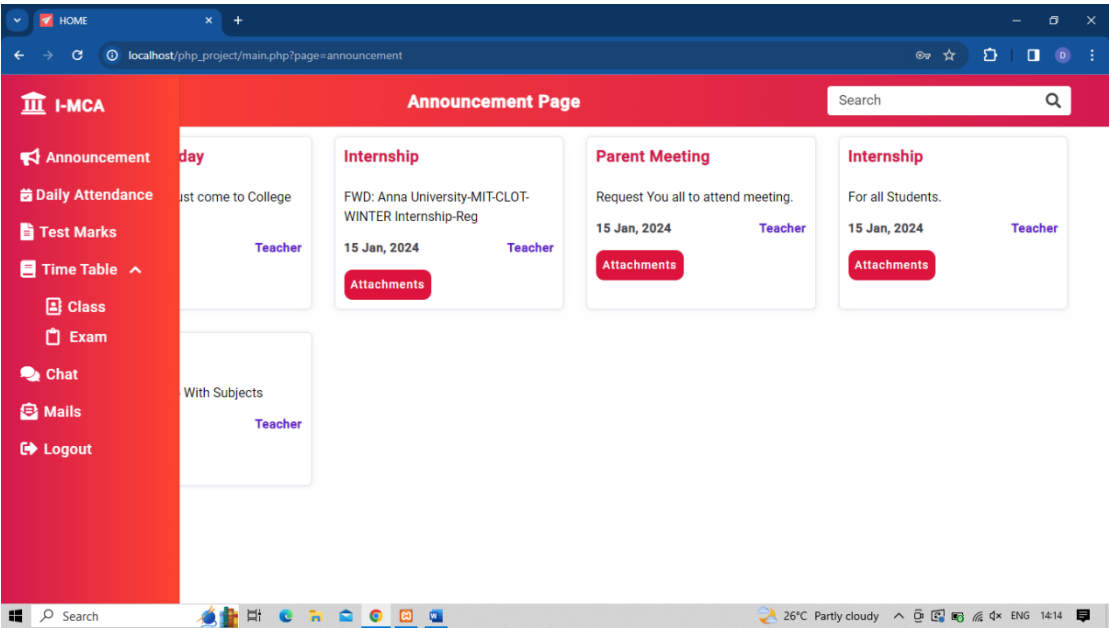 HOME
localhost/php_project/main.php?page=announcement
D
I-MCA
Announcement Page
Search
Announcement
Daily Attendance
Test Marks
Time Table
Class
Exam
Chat
Mails
Logout
day
ust come to College
Teacher
Internship
FWD: Anna University-MIT-CLOT-
WINTER Internship-Reg
15 Jan, 2024 Teacher
Attachments
Parent Meeting
Request You all to attend meeting.
15 Jan, 2024 Teacher
Attachments
Internship
For all Students.
15 Jan, 2024 Teacher
Attachments
With Subjects
Teacher
Search
26°C Partly cloudy ENG 14:14